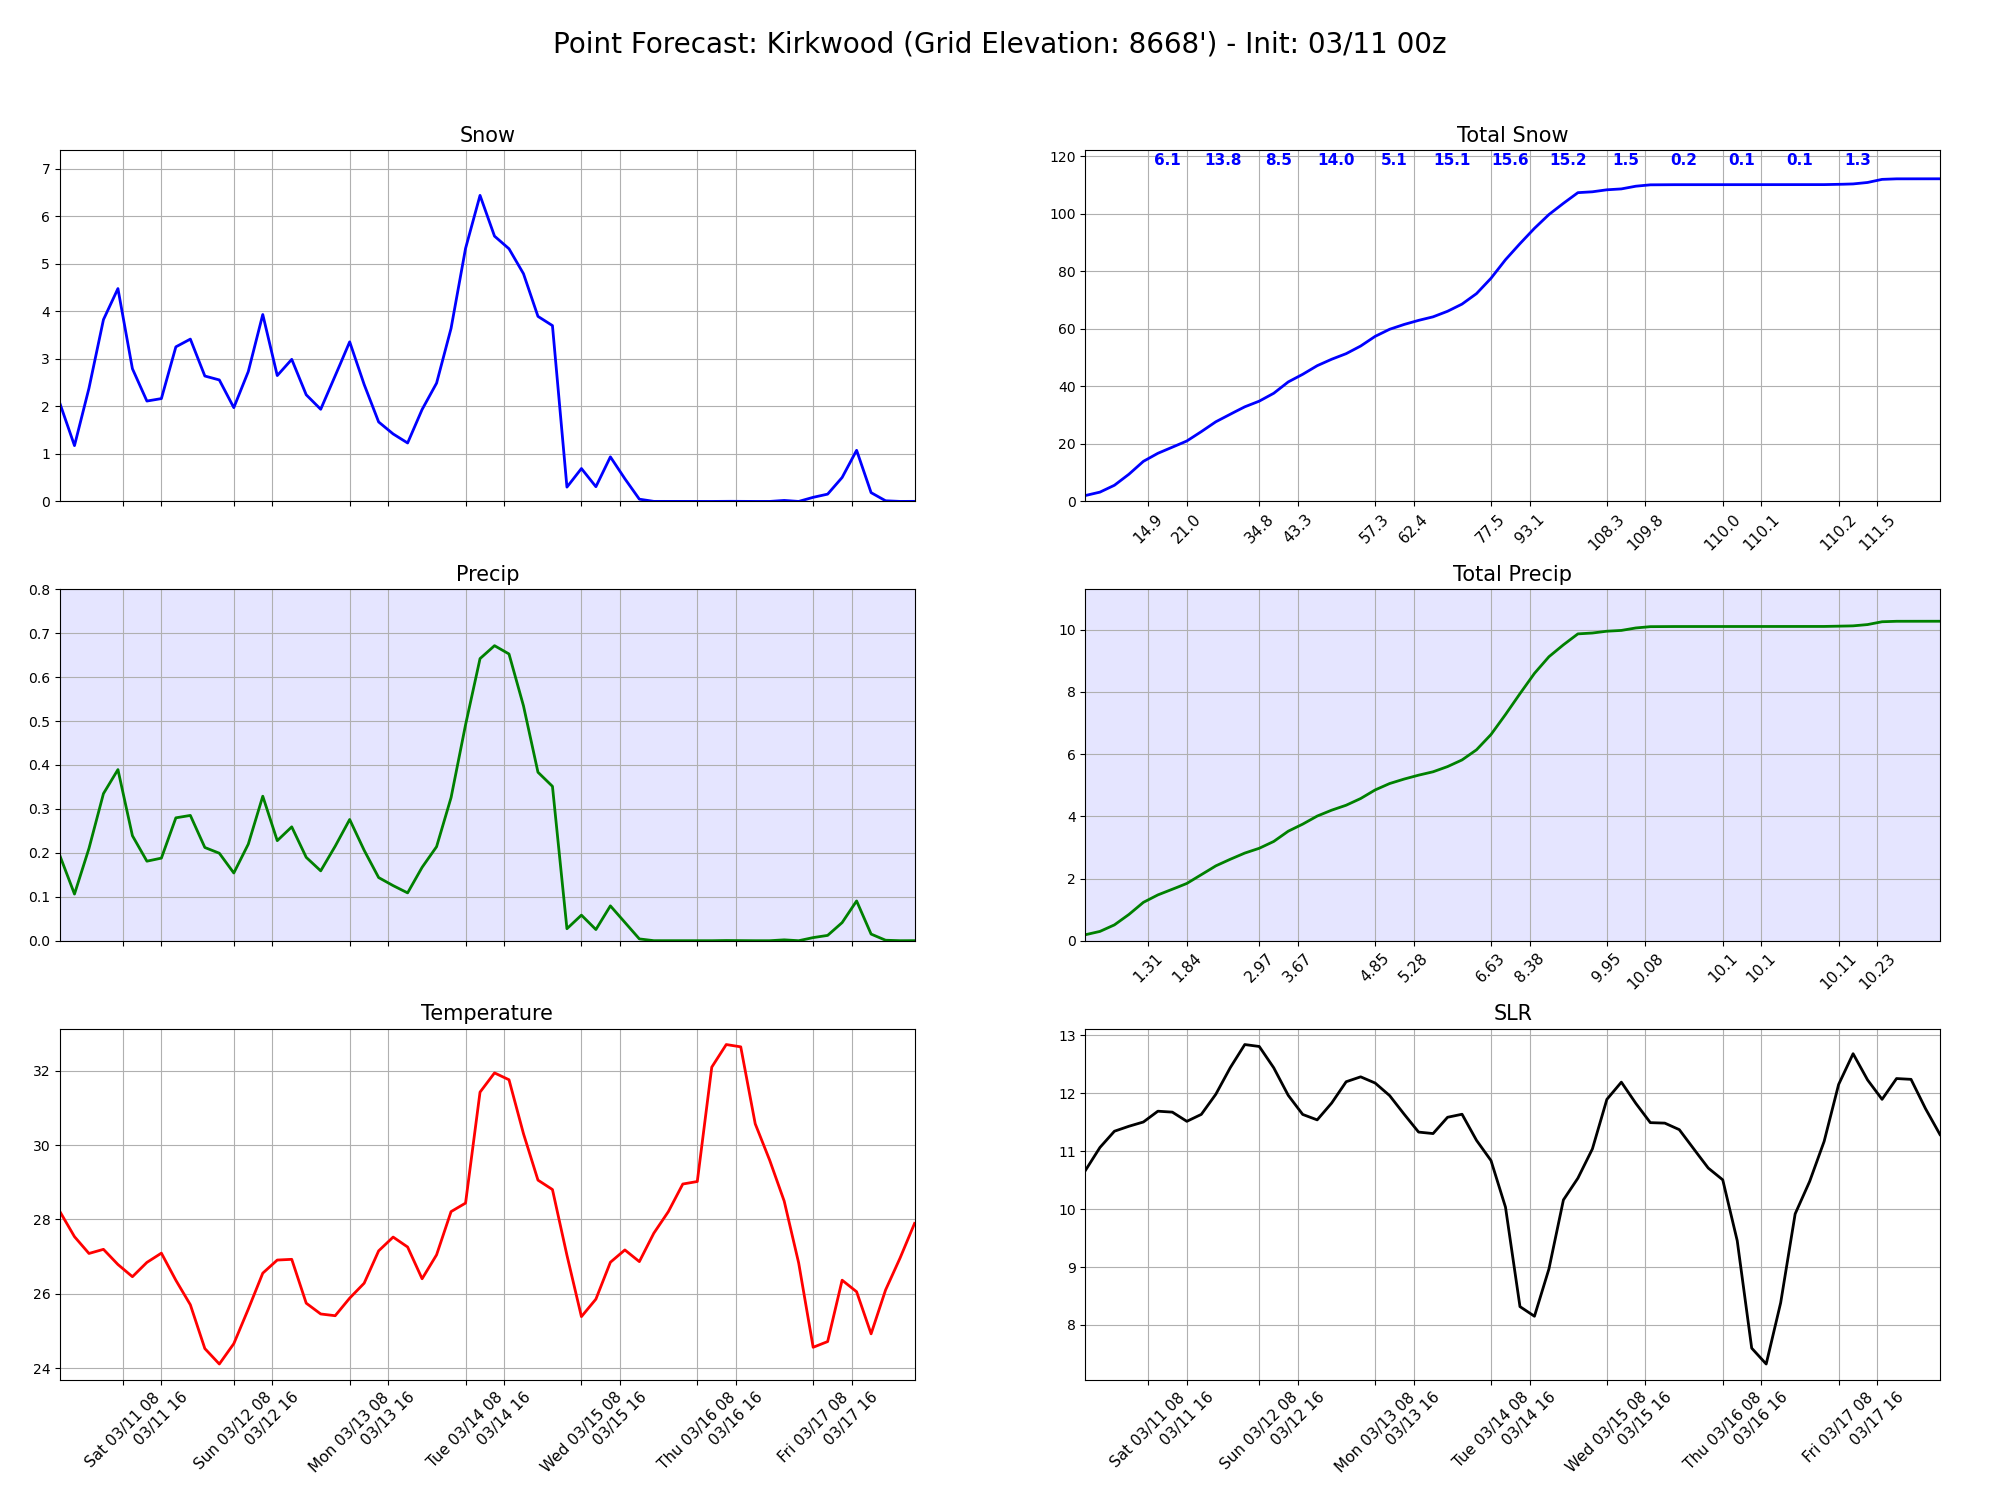 Point Forecast: Kirkwood (Grid Elevation: 8668') - Init: 03/11 00z
Snow
7
6
5
4
3
2
1
0
Total Snow
120
100
80
60
40
20
0
6.1 13.8 8.5 14.0 5.1 15.1 15.6 15.2 1.5 0.2 0.1 0.1 1.3
14.9 21.0 34.8 43.3 57.3 62.4 77.5 93.1 108.3 109.8 110.0 110.1 110.2 111.5
Precip
0.8
0.7
0.6
0.5
0.4
0.3
0.2
0.1
0.0
Total Precip
10
8
6
4
2
0
1.31 1.84 2.97 3.67 4.85 5.28 6.63 8.38 9.95 10.08 10.1 10.1 10.11 10.23
Temperature
32
30
28
26
24
Sat 03/11 08
03/11 16
Sun 03/12 08
03/12 16
Mon 03/13 08
03/13 16
Tue 03/14 08
03/14 16
Wed 03/15 08
03/15 16
Thu 03/16 08
03/16 16
Fri 03/17 08
03/17 16
SLR
13
12
11
10
9
8
Sat 03/11 08
03/11 16
Sun 03/12 08
03/12 16
Mon 03/13 08
03/13 16
Tue 03/14 08
03/14 16
Wed 03/15 08
03/15 16
Thu 03/16 08
03/16 16
Fri 03/17 08
03/17 16